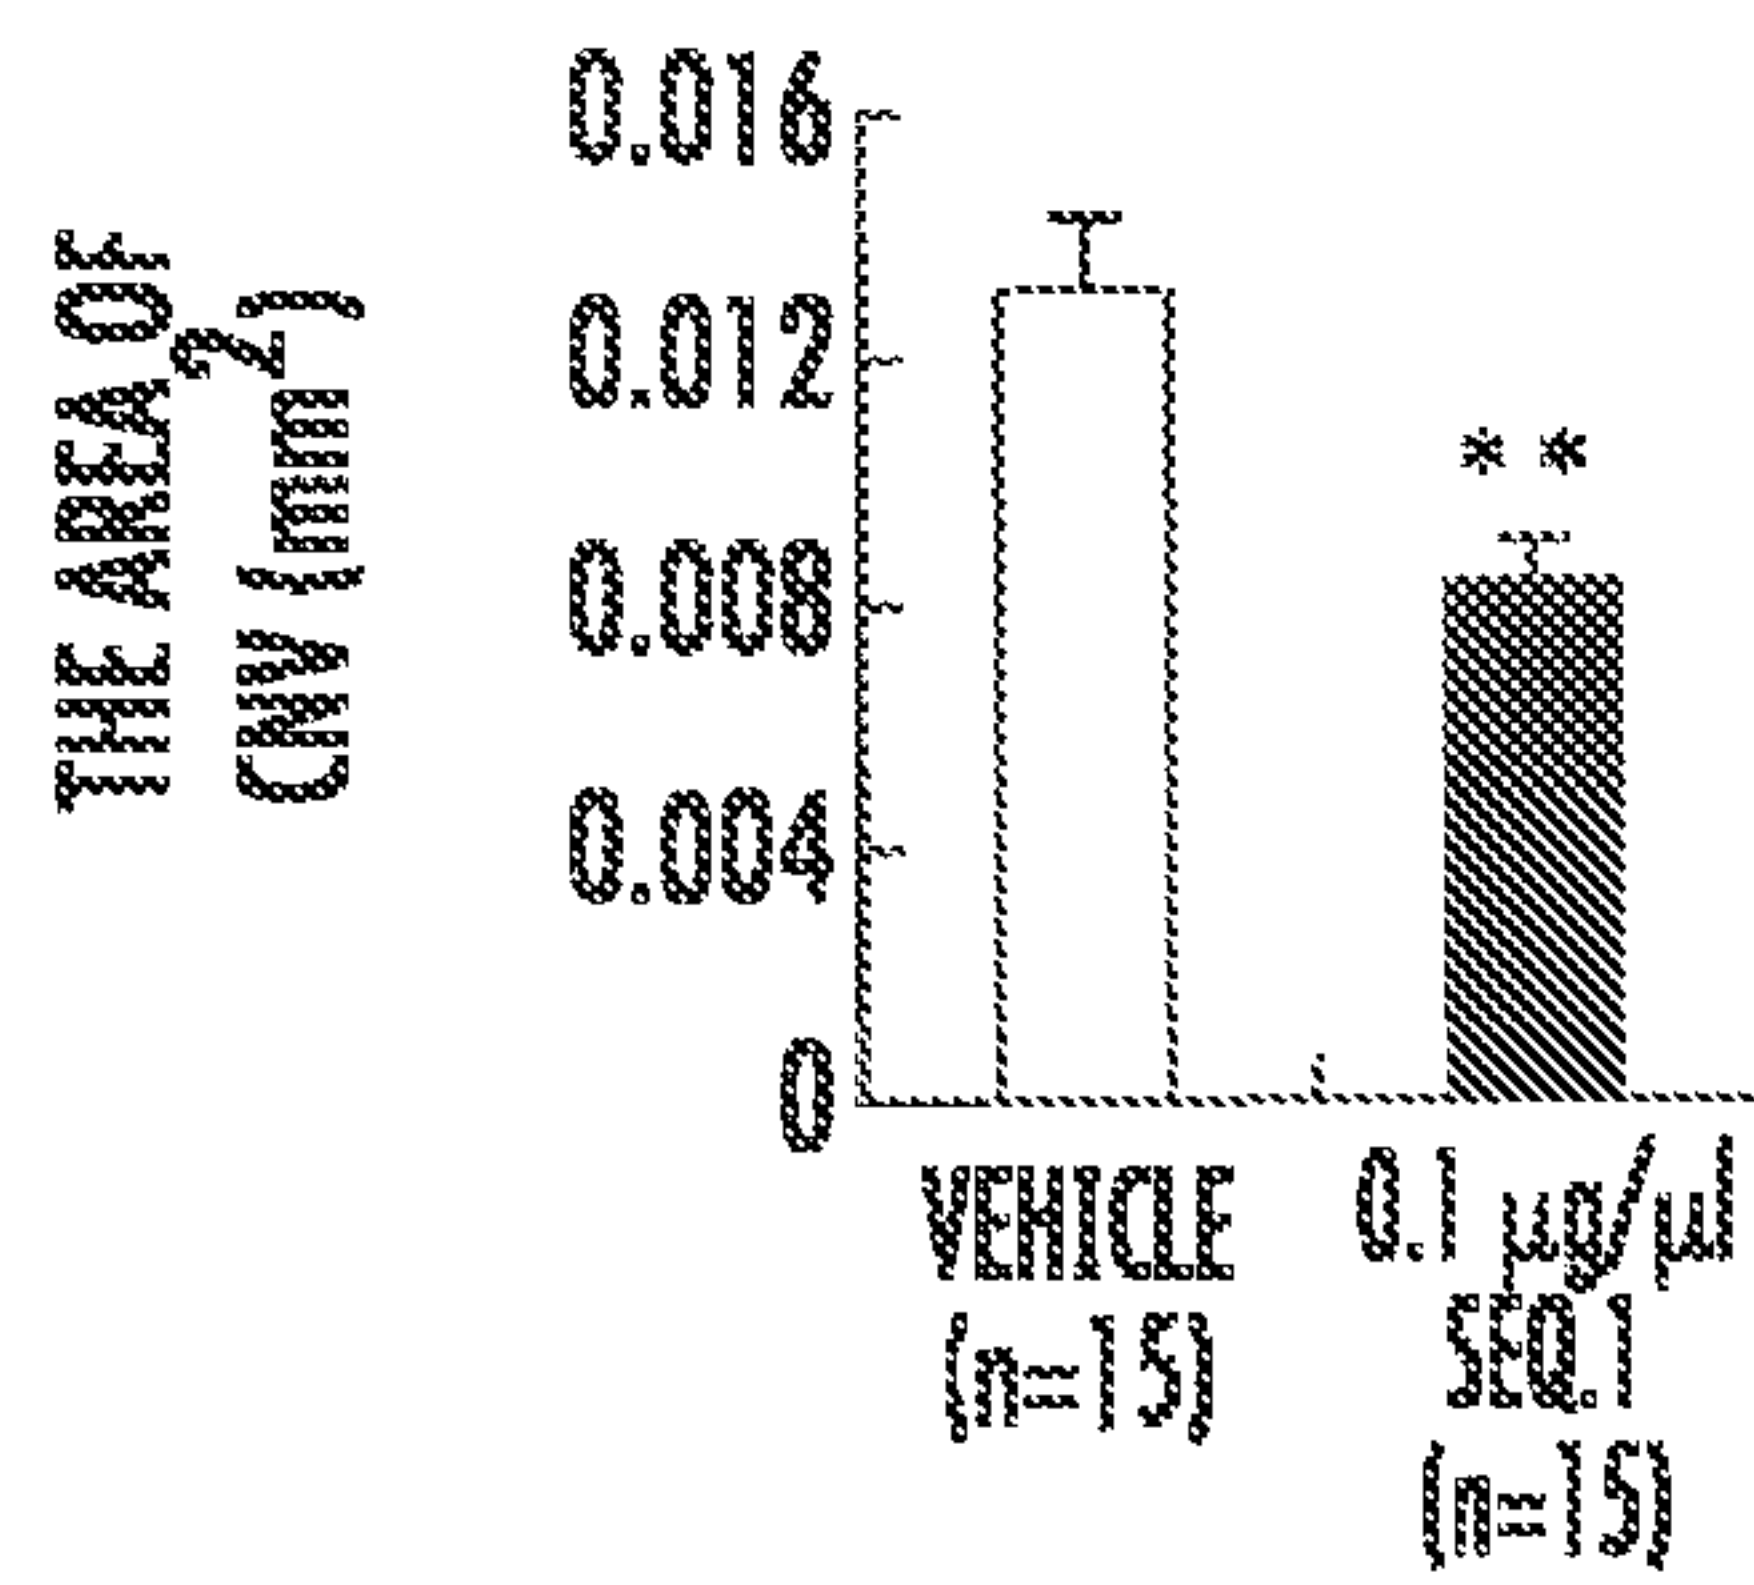 THE AREA OF
CNV (mm²)
0.016
0.012
0.008
0.004
0
* *
VEHICLE
(n=15)
0.1 µg/µl
SEQ.1
(n=15)